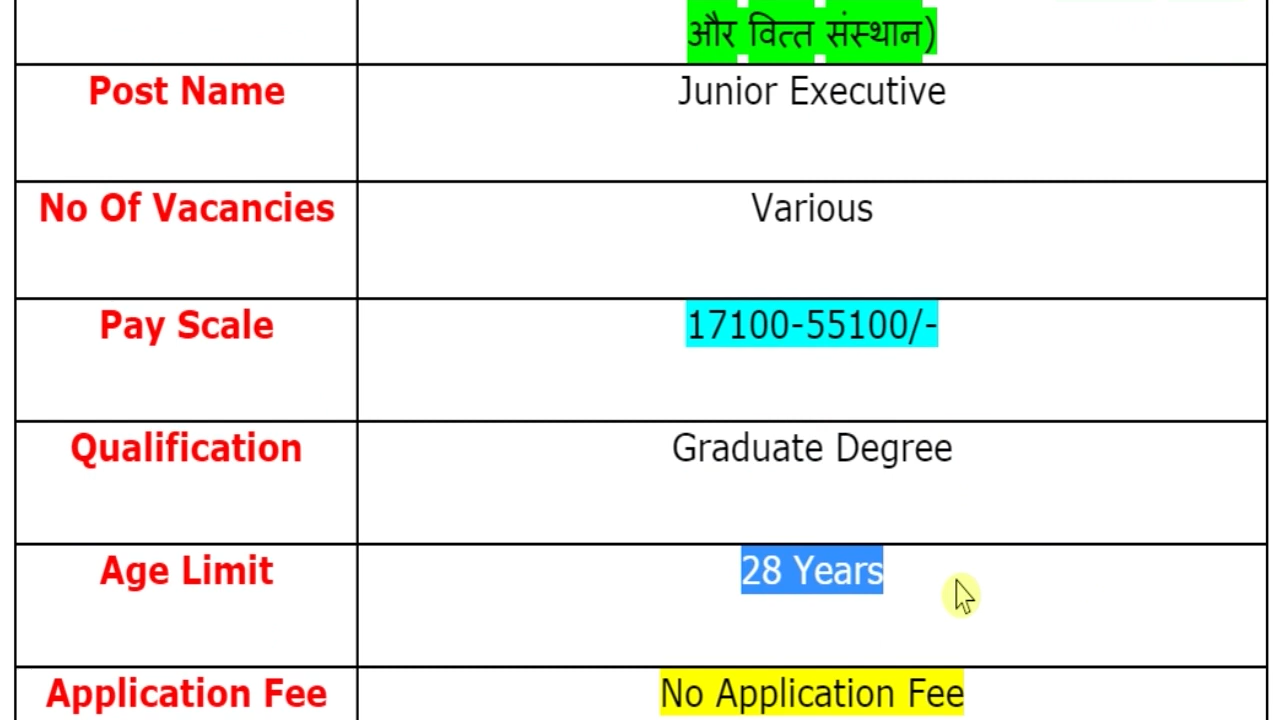 और वित्त संस्थान)
Post Name Junior Executive
No Of Vacancies Various
Pay Scale 17100-55100/-
Qualification Graduate Degree
Age Limit 28 Years
Application Fee No Application Fee